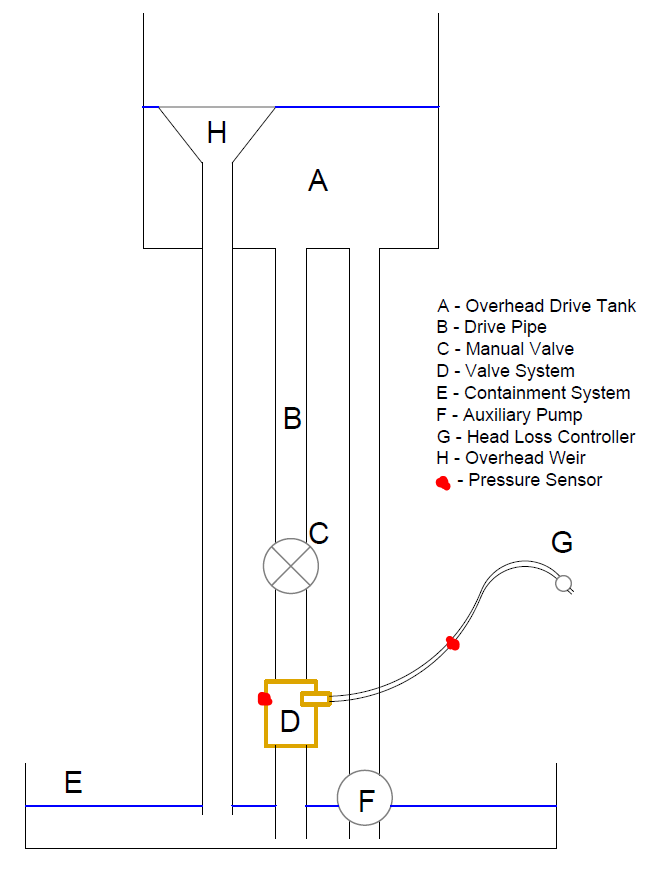 H
A
A - Overhead Drive Tank
B - Drive Pipe
C - Manual Valve
D - Valve System
E - Containment System
F - Auxiliary Pump
G - Head Loss Controller
H - Overhead Weir
- Pressure Sensor
B
C
G
D
E
F